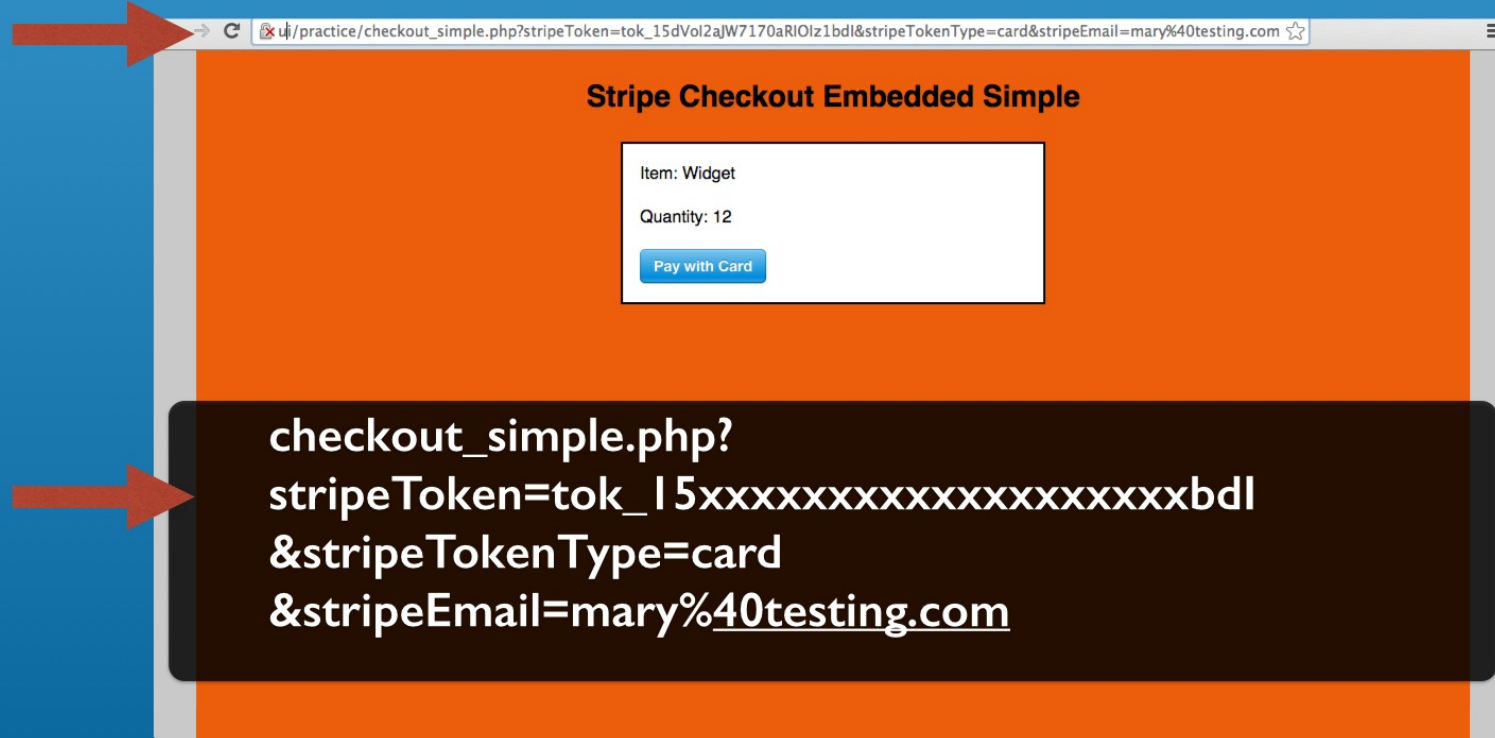 ui/practice/checkout_simple.php?stripeToken=tok_15dVol2aJW7170aRlOIz1bdl&stripeTokenType=card&stripeEmail=mary%40testing.com
Stripe Checkout Embedded Simple
Item: Widget
Quantity: 12
Pay with Card
checkout_simple.php?
stripeToken=tok_15xxxxxxxxxxxxxxxxxxxbdl
&stripeTokenType=card
&stripeEmail=mary%40testing.com